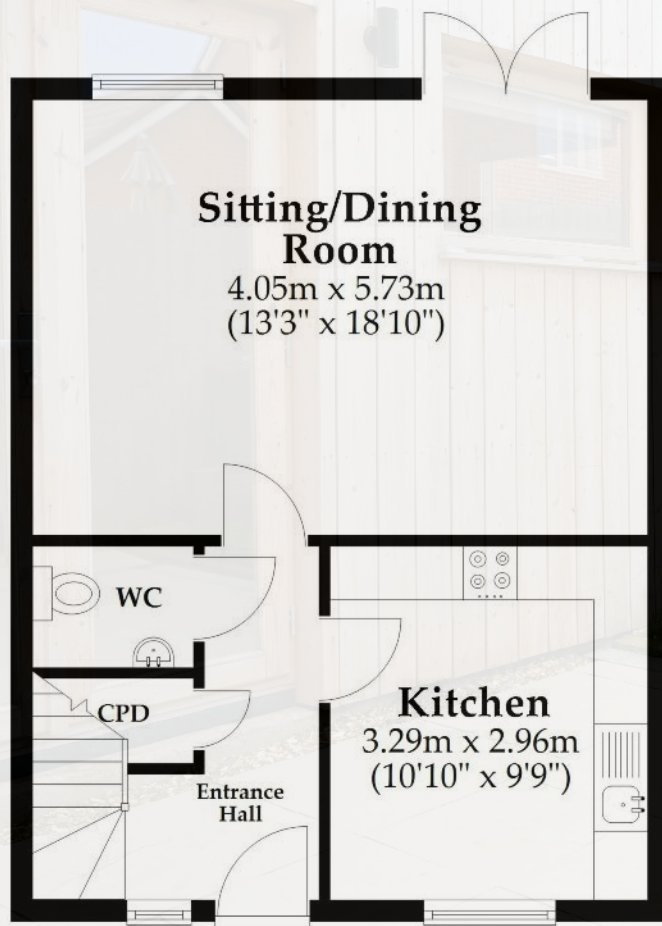 Sitting/Dining
Room
4.05m x 5.73m
(13'3" x 18'10")
WC
CPD
Kitchen
3.29m x 2.96m
(10'10" x 9'9")
Entrance
Hall